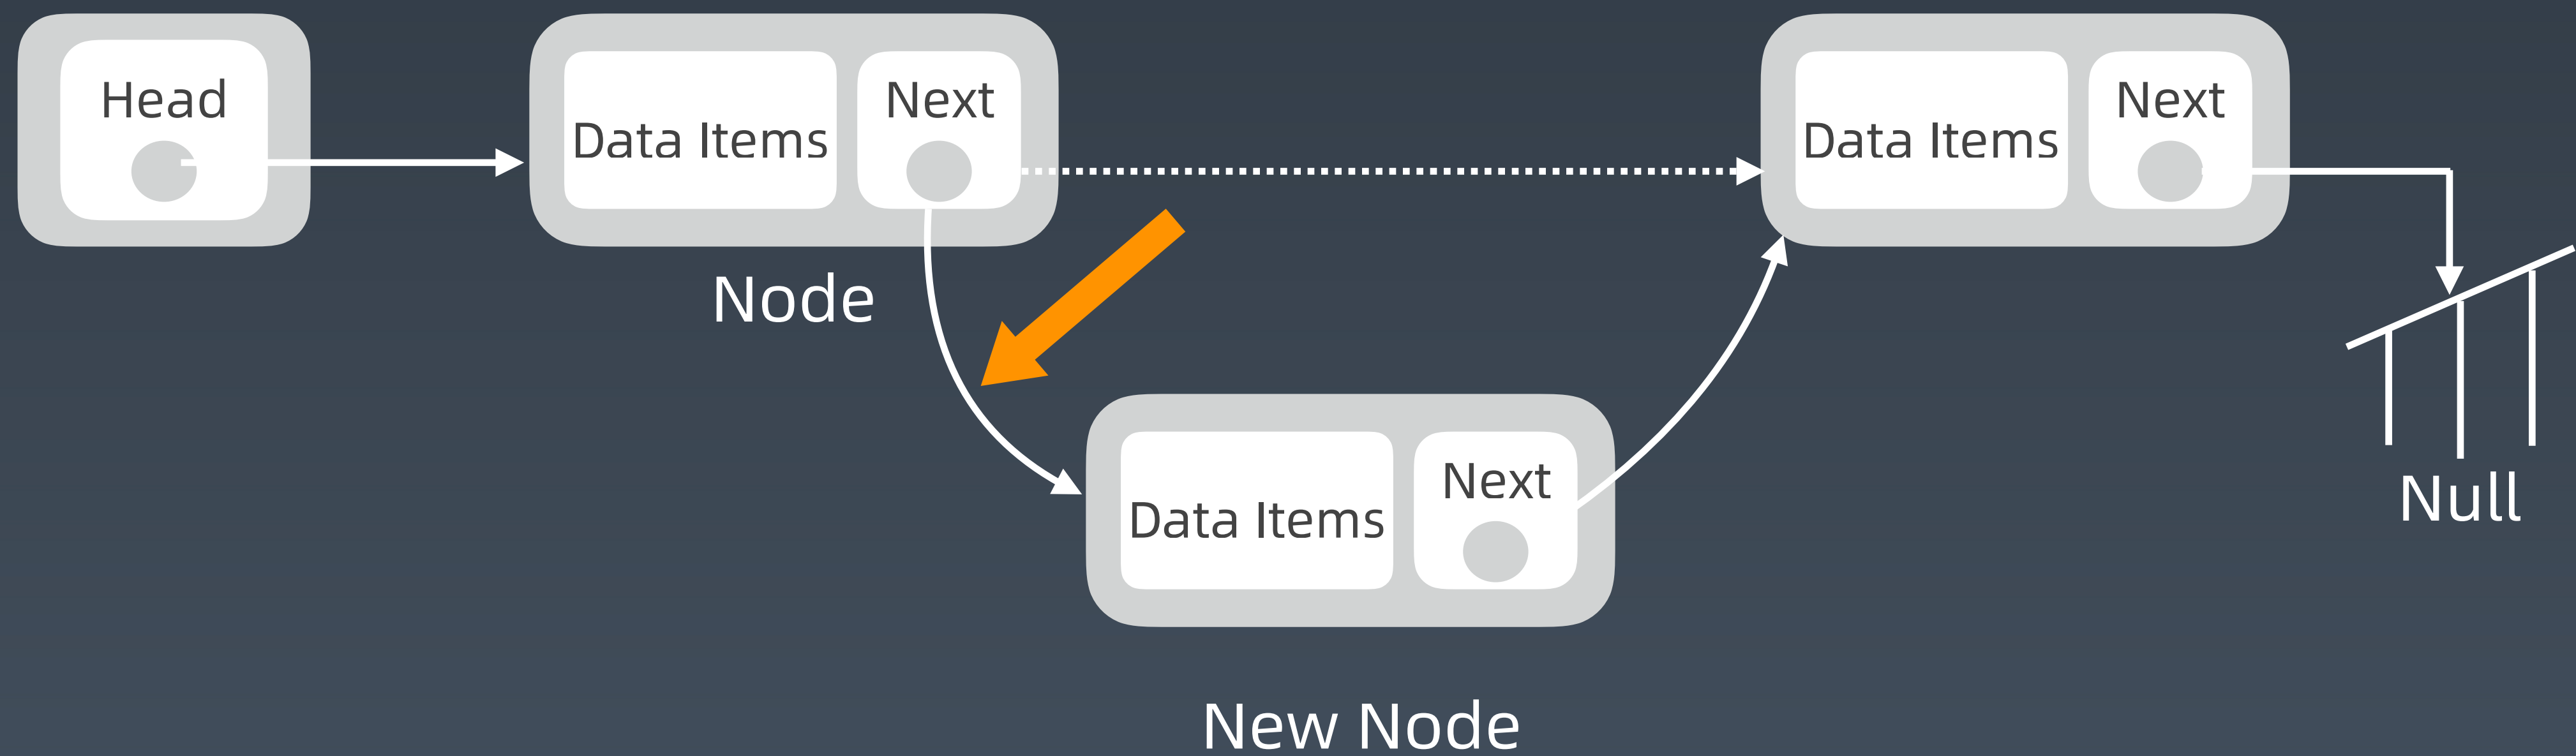 Head
Data Items
Next
Data Items
Next
Node
Data Items
Next
Null
New Node